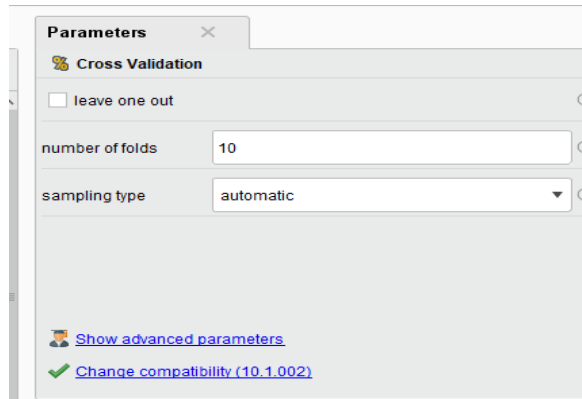 Parameters
Cross Validation
leave one out
number of folds 10
sampling type automatic
Show advanced parameters
Change compatibility (10.1.002)